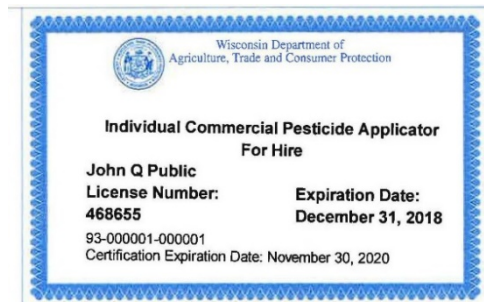 Wisconsin Department of
Agriculture, Trade and Consumer Protection
Individual Commercial Pesticide Applicator
For Hire
John Q Public
License Number:
468655
Expiration Date:
December 31, 2018
93-000001-000001
Certification Expiration Date: November 30, 2020